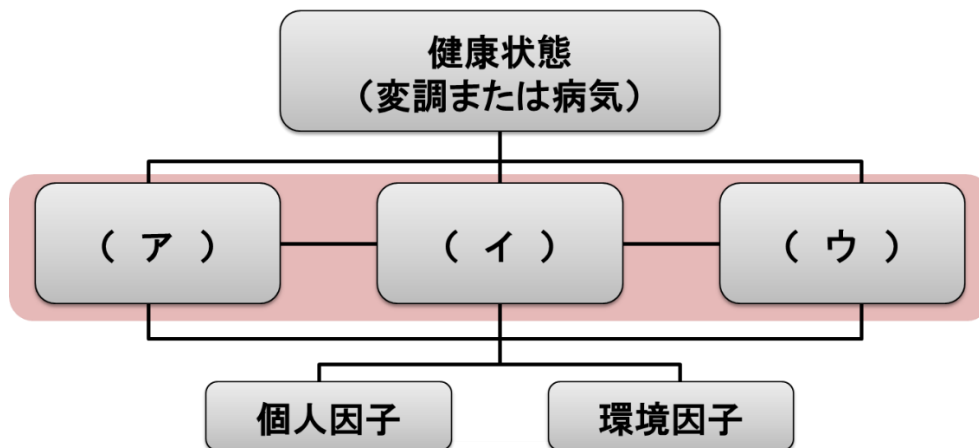 健康状態
（変調または病気）
（ ア ）
（ イ ）
（ ウ ）
個人因子
環境因子